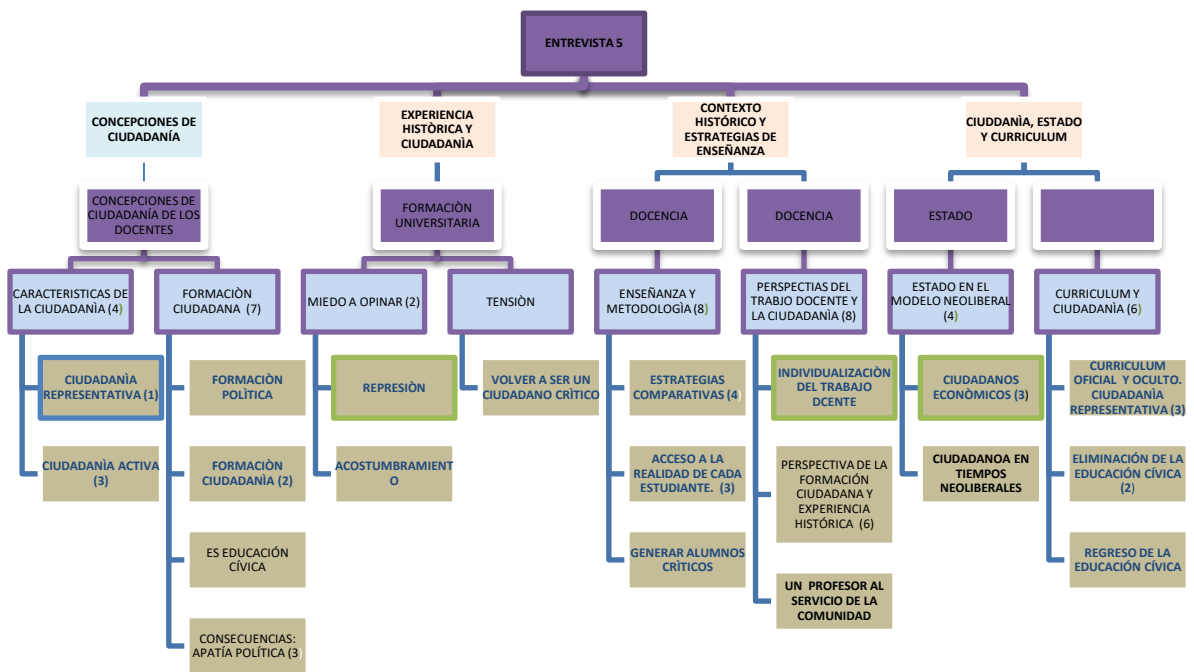 ENTREVISTA 5
CONCEPCIONES DE
CIUDADANÍA
EXPERIENCIA
HISTÒRICA Y
CIUDADANÌA
CONTEXTO
HISTÓRICO Y
ESTRATEGIAS DE
ENSEÑANZA
CIUDDANÌA, ESTADO
Y CURRICULUM
CONCEPCIONES DE
CIUDADANÍA DE LOS
DOCENTES
FORMACIÒN
UNIVERSITARIA
DOCENCIA
DOCENCIA
ESTADO
CARACTERISTICAS DE
LA CIUDADANÌA (4)
FORMACIÒN
CIUDADANA (7)
MIEDO A OPINAR (2)
TENSIÒN
ENSEÑANZA Y
METODOLOGÌA (8)
PERSPECTIAS DEL
TRABJO DOCENTE Y
LA CIUDADANÌA (8)
ESTADO EN EL
MODELO NEOLIBERAL
(4)
CURRICULUM Y
CIUDADANÌA (6)
CIUDADANÌA
REPRESENTATIVA (1)
FORMACIÒN
POLÌTICA
REPRESIÒN
VOLVER A SER UN
CIUDADANO CRÌTICO
ESTRATEGIAS
COMPARATIVAS (4)
INDIVIDUALIZACIÒN
DEL TRABAJO
DCENTE
CIUDADANOS
ECONÒMICOS (3)
CURRICULUM
OFICIAL Y OCULTO.
CIUDADANÌA
REPRESENTATIVA (3)
CIUDADANÌA ACTIVA
(3)
FORMACIÒN
CIUDADANÌA (2)
ACOSTUMBRAMIENT
O
ACCESO A LA
REALIDAD DE CADA
ESTUDIANTE. (3)
PERSPECTIVA DE LA
FORMACIÓN
CIUDADANA Y
EXPERIENCIA
HISTÓRICA (6)
CIUDADANOA EN
TIEMPOS
NEOLIBERALES
ELIMINACIÓN DE LA
EDUCACIÓN CÍVICA
(2)
ES EDUCACIÓN
CÍVICA
GENERAR ALUMNOS
CRÌTICOS
UN PROFESOR AL
SERVICIO DE LA
COMUNIDAD
REGRESO DE LA
EDUCACIÓN CÍVICA
CONSECUENCIAS:
APATÍA POLÍTICA (3)